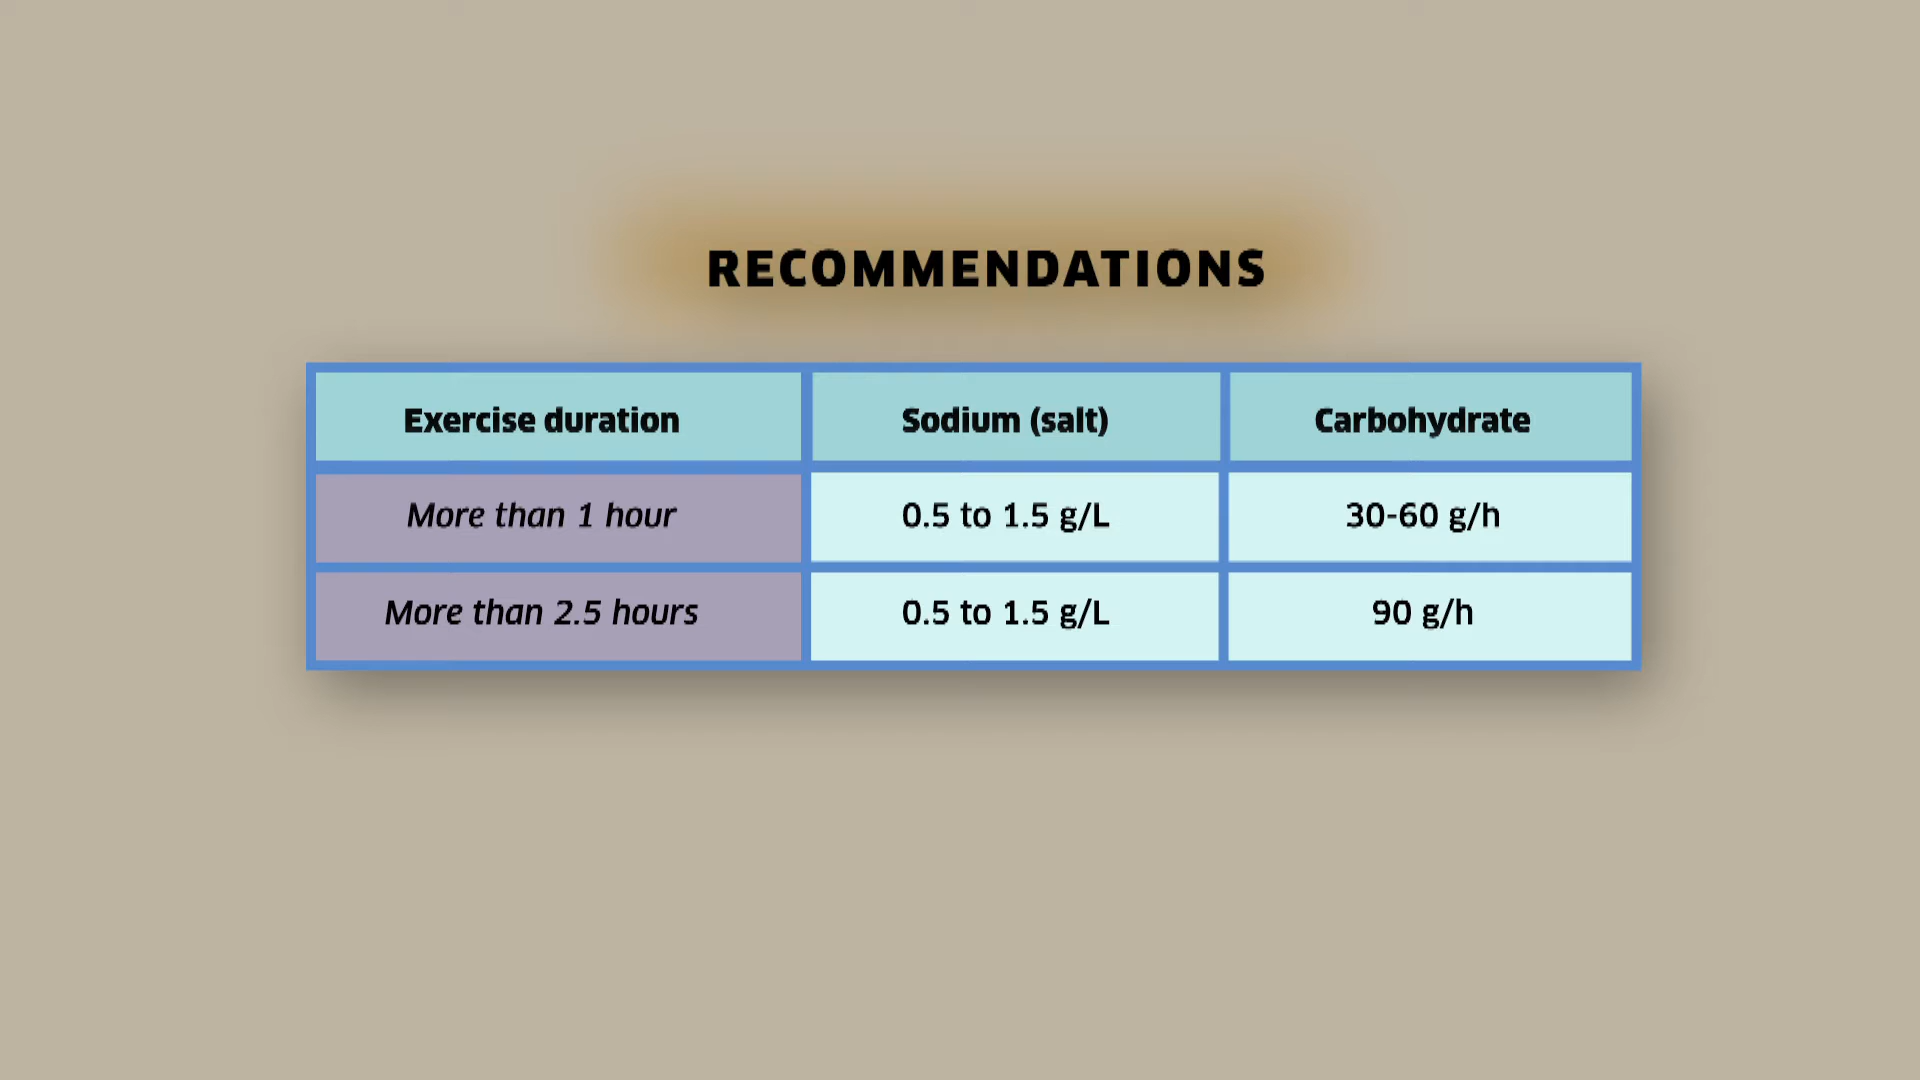 RECOMMENDATIONS
Exercise duration Sodium (salt) Carbohydrate
More than 1 hour 0.5 to 1.5 g/L 30-60 g/h
More than 2.5 hours 0.5 to 1.5 g/L 90 g/h